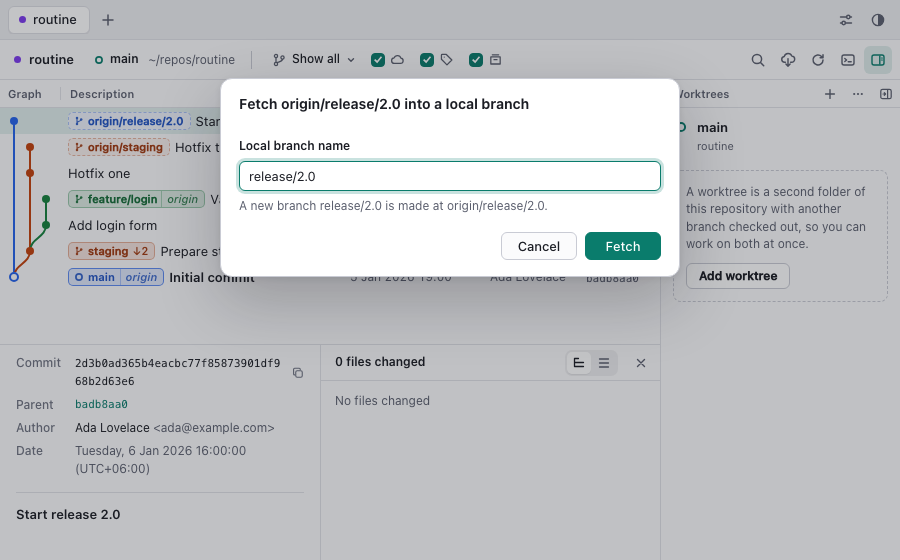 routine
routine main ~/repos/routine Show all
Graph Description
Worktrees
origin/release/2.0
origin/staging Hotfix
Hotfix one
feature/login origin
Add login form
staging ↓2 Prepare
main origin Initial commit 5 Jan 2026 19:00 Ada Lovelace badb8aa0
Fetch origin/release/2.0 into a local branch
Local branch name
release/2.0
A new branch release/2.0 is made at origin/release/2.0.
Cancel Fetch
main
routine
A worktree is a second folder of
this repository with another
branch checked out, so you can
work on both at once.
Add worktree
Commit 2d3b0ad365b4eacbc77f85873901df9
68b2d63e6
Parent badb8aa0
Author Ada Lovelace <ada@example.com>
Date Tuesday, 6 Jan 2026 16:00:00
(UTC+06:00)
Start release 2.0
0 files changed
No files changed